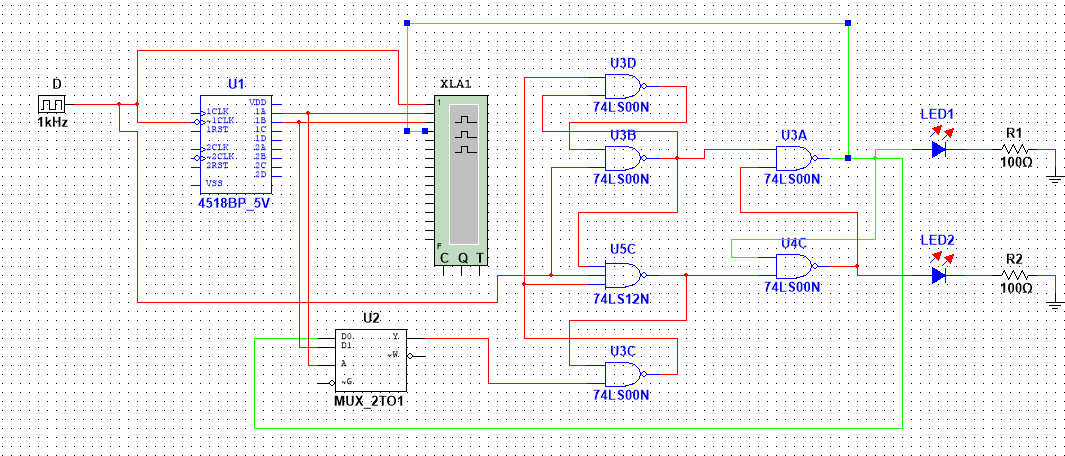 D
1kHz
U1
1CLK
~1CLK
1RST
2CLK
~2CLK
2RST
VSS
VDD
1A
1B
1C
1D
2A
2B
2C
2D
4518BP_5V
XLA1
1
F
C Q T
U2
D0
D1
A
~G
Y
~W
MUX_2TO1
U3D
74LS00N
U3B
74LS00N
U5C
74LS12N
U3C
74LS00N
U3A
74LS00N
U4C
74LS00N
LED1
R1
100Ω
LED2
R2
100Ω